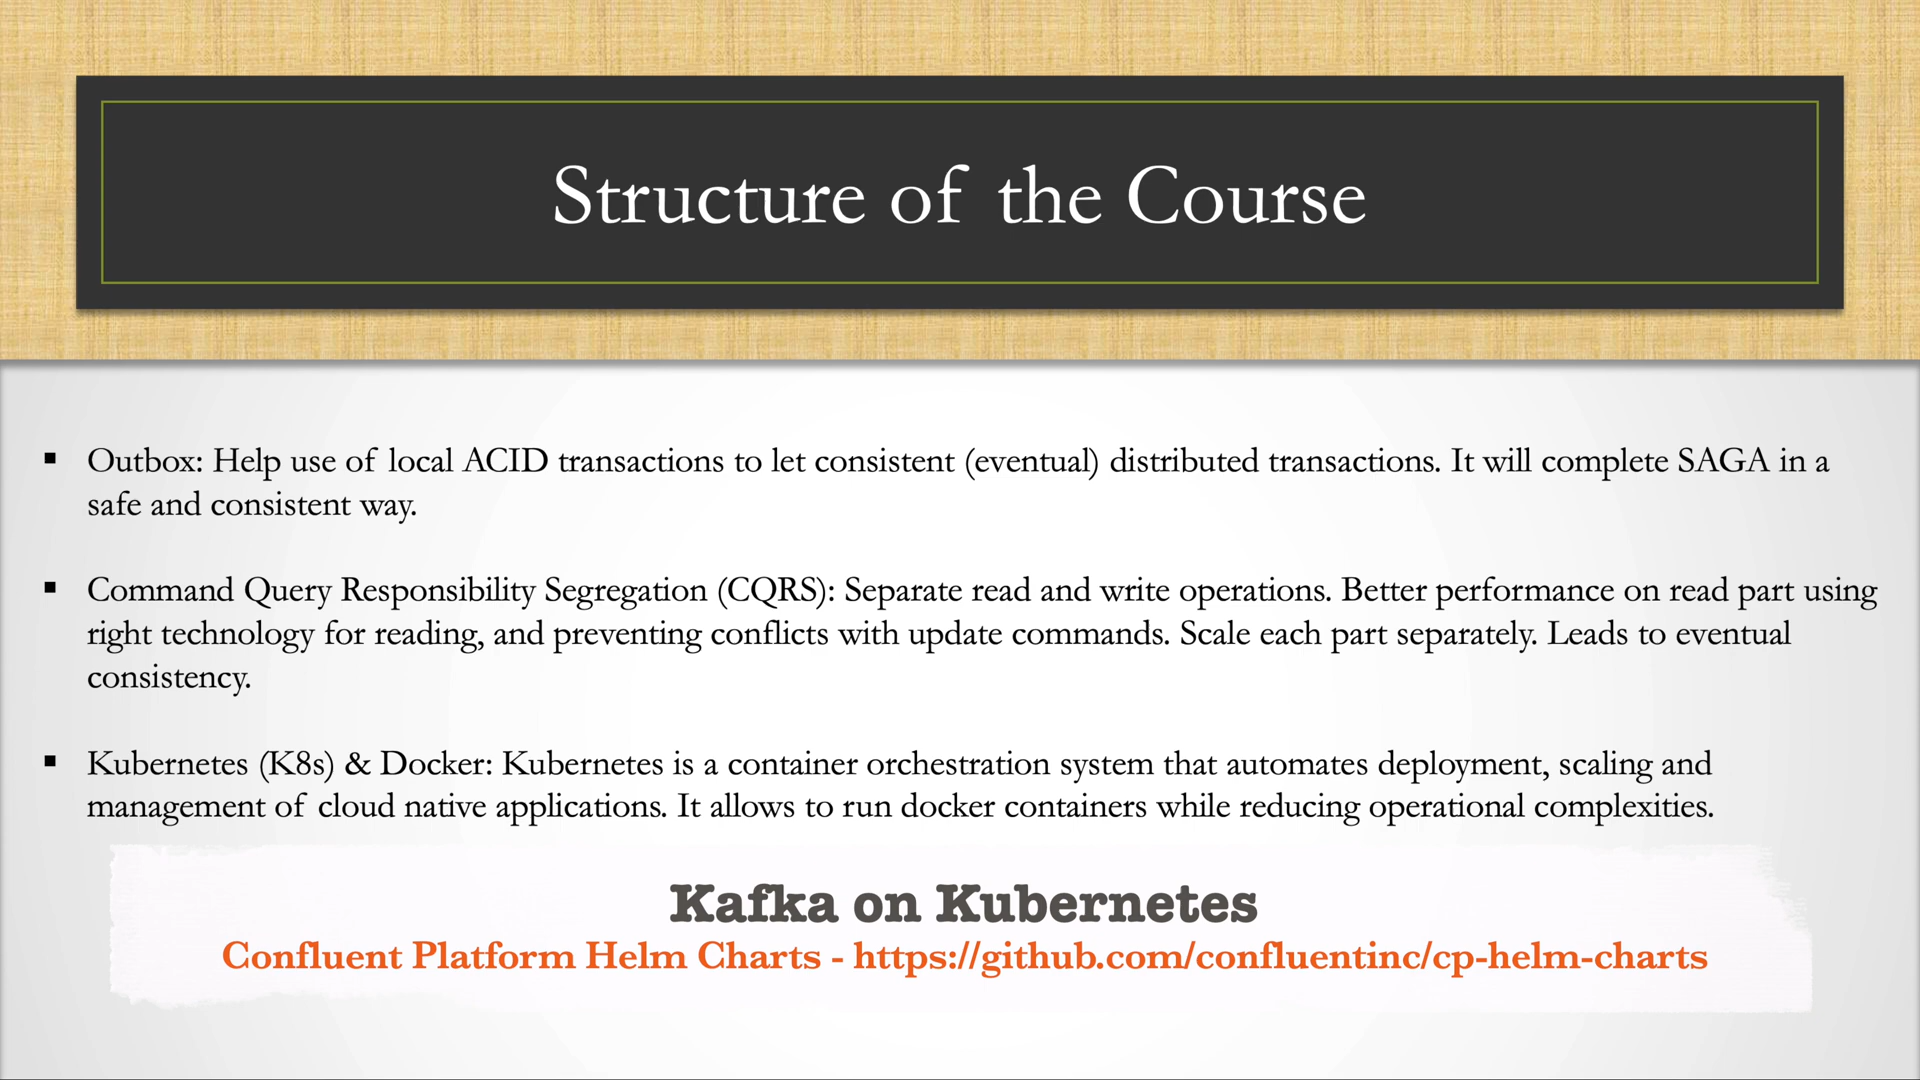 Structure of the Course
▪ Outbox: Help use of local ACID transactions to let consistent (eventual) distributed transactions. It will complete SAGA in a
safe and consistent way.
▪ Command Query Responsibility Segregation (CQRS): Separate read and write operations. Better performance on read part using
right technology for reading, and preventing conflicts with update commands. Scale each part separately. Leads to eventual
consistency.
▪ Kubernetes (K8s) & Docker: Kubernetes is a container orchestration system that automates deployment, scaling and
management of cloud native applications. It allows to run docker containers while reducing operational complexities.
Kafka on Kubernetes
Confluent Platform Helm Charts - https://github.com/confluentinc/cp-helm-charts